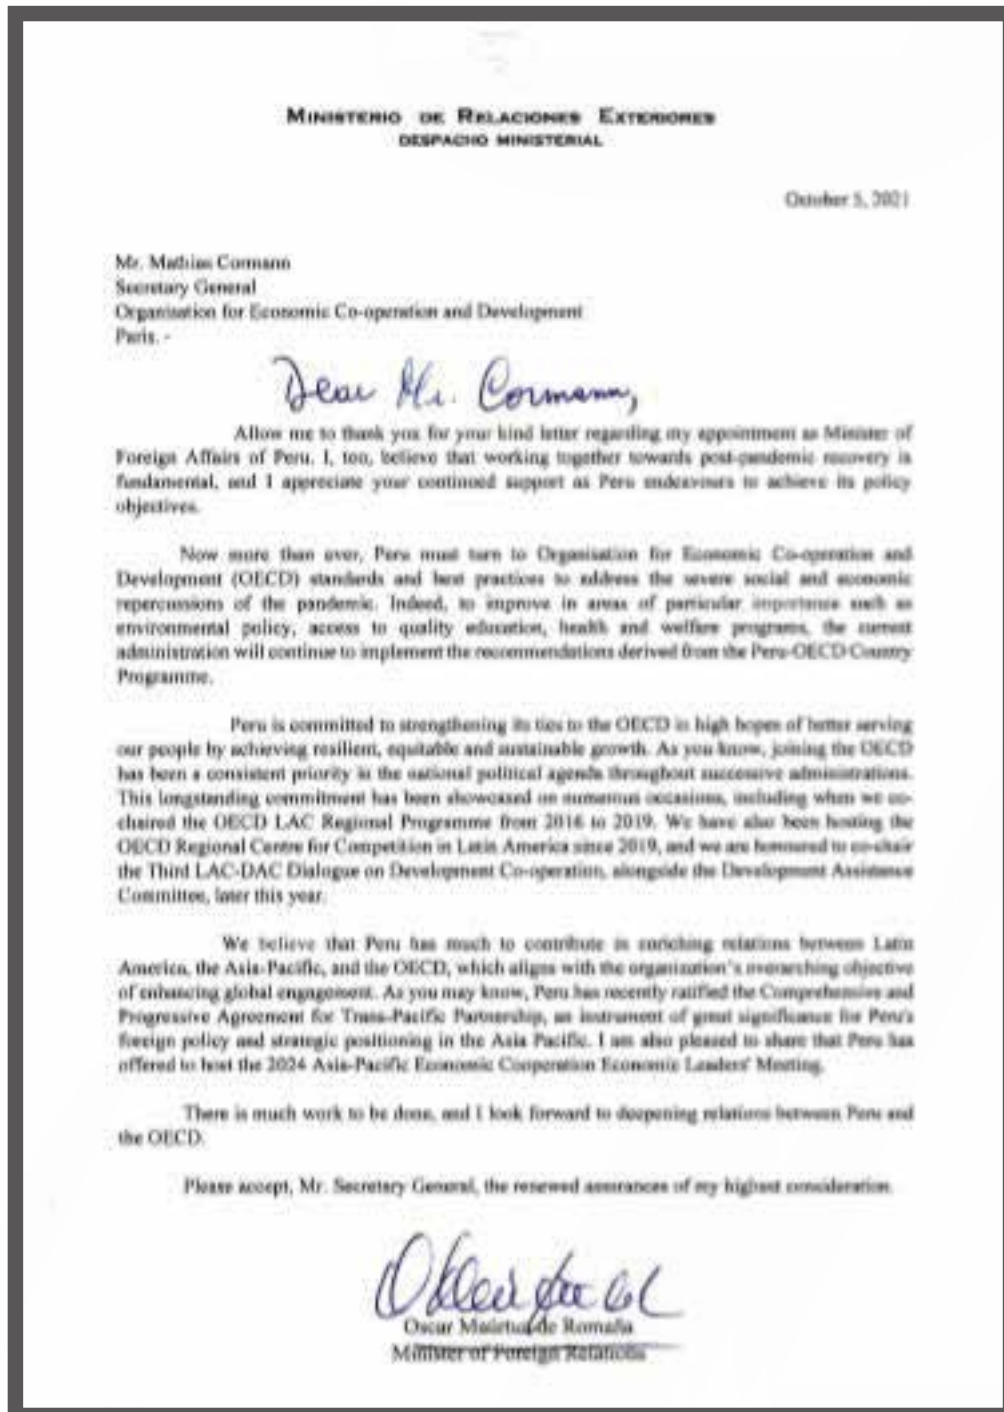 MINISTERIO DE RELACIONES EXTERIORES
DESPACHO MINISTERIAL
October 5, 2021
Mr. Mathias Cormann
Secretary General
Organisation for Economic Co-operation and Development
Paris. -
Dear Mr. Cormann,
Allow me to thank you for your kind letter regarding my appointment as Minister of
Foreign Affairs of Peru. I, too, believe that working together towards post-pandemic recovery is
fundamental, and I appreciate your continued support as Peru endeavours to achieve its policy
objectives.
Now more than ever, Peru must turn to Organisation for Economic Co-operation and
Development (OECD) standards and best practices to address the severe social and economic
repercussions of the pandemic. Indeed, to improve in areas of particular importance such as
environmental policy, access to quality education, health and welfare programs, the current
administration will continue to implement the recommendations derived from the Peru-OECD Country
Programme.
Peru is committed to strengthening its ties to the OECD in high hopes of better serving
our people by achieving resilient, equitable and sustainable growth. As you know, joining the OECD
has been a consistent priority in the national political agenda throughout successive administrations.
This longstanding commitment has been showcased on numerous occasions, including when we co-
chaired the OECD LAC Regional Programme from 2016 to 2019. We have also been hosting the
OECD Regional Centre for Competition in Latin America since 2019, and we are honoured to co-chair
the Third LAC-DAC Dialogue on Development Co-operation, alongside the Development Assistance
Committee, later this year.
We believe that Peru has much to contribute in enriching relations between Latin
America, the Asia-Pacific, and the OECD, which aligns with the organization's overarching objective
of enhancing global engagement. As you may know, Peru has recently ratified the Comprehensive and
Progressive Agreement for Trans-Pacific Partnership, an instrument of great significance for Peru's
foreign policy and strategic positioning in the Asia Pacific. I am also pleased to share that Peru has
offered to host the 2024 Asia-Pacific Economic Cooperation Economic Leaders' Meeting.
There is much work to be done, and I look forward to deepening relations between Peru and
the OECD.
Please accept, Mr. Secretary General, the renewed assurances of my highest consideration.
Oscar Maúrtua de Romaña
Minister of Foreign Relations